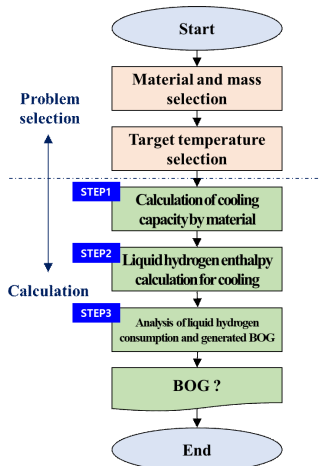 Start
Material and mass
selection
Problem
selection
Target temperature
selection
STEP1
Calculation of cooling
capacity by material
STEP2
Liquid hydrogen enthalpy
calculation for cooling
Calculation
STEP3
Analysis of liquid hydrogen
consumption and generated BOG
BOG ?
End